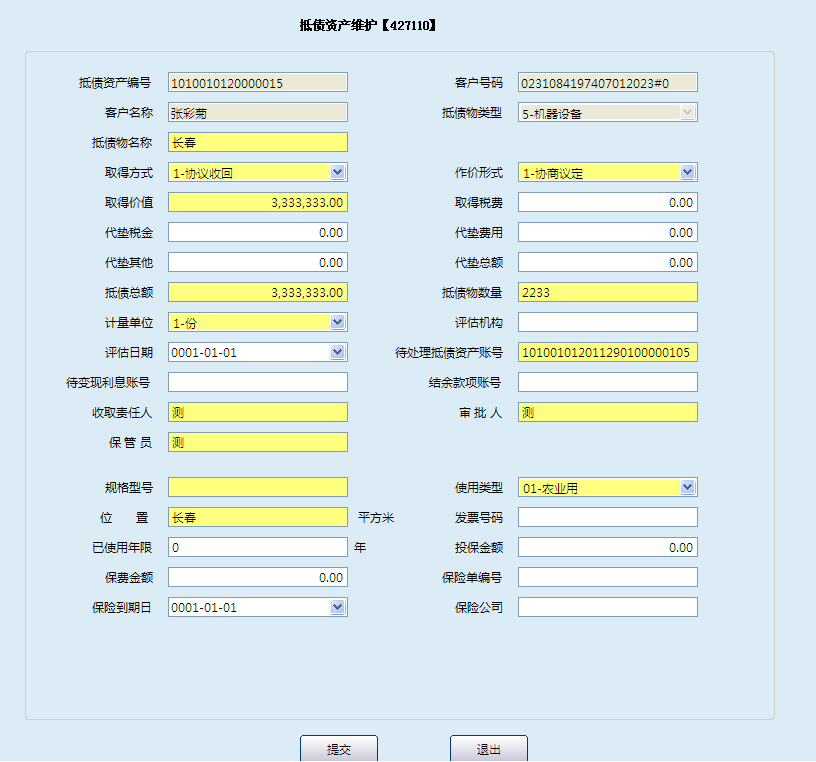 抵债资产维护【427110】
抵债资产编号 1010010120000015 客户号码 0231084197407012023#0
客户名称 张彩菊 抵债物类型 5-机器设备
抵债物名称 长春
取得方式 1-协议收回 作价形式 1-协商议定
取得价值 3,333,333.00 取得税费 0.00
代垫税金 0.00 代垫费用 0.00
代垫其他 0.00 代垫总额 0.00
抵债总额 3,333,333.00 抵债物数量 2233
计量单位 1-份 评估机构
评估日期 0001-01-01 待处理抵债资产账号 101001012011290100000105
待变现利息账号 结余款项账号
收取责任人 测 审 批 人 测
保 管 员 测
规格型号 使用类型 01-农业用
位 置 长春 平方米 发票号码
已使用年限 0 年 投保金额 0.00
保费金额 0.00 保险单编号
保险到期日 0001-01-01 保险公司
提交 退出